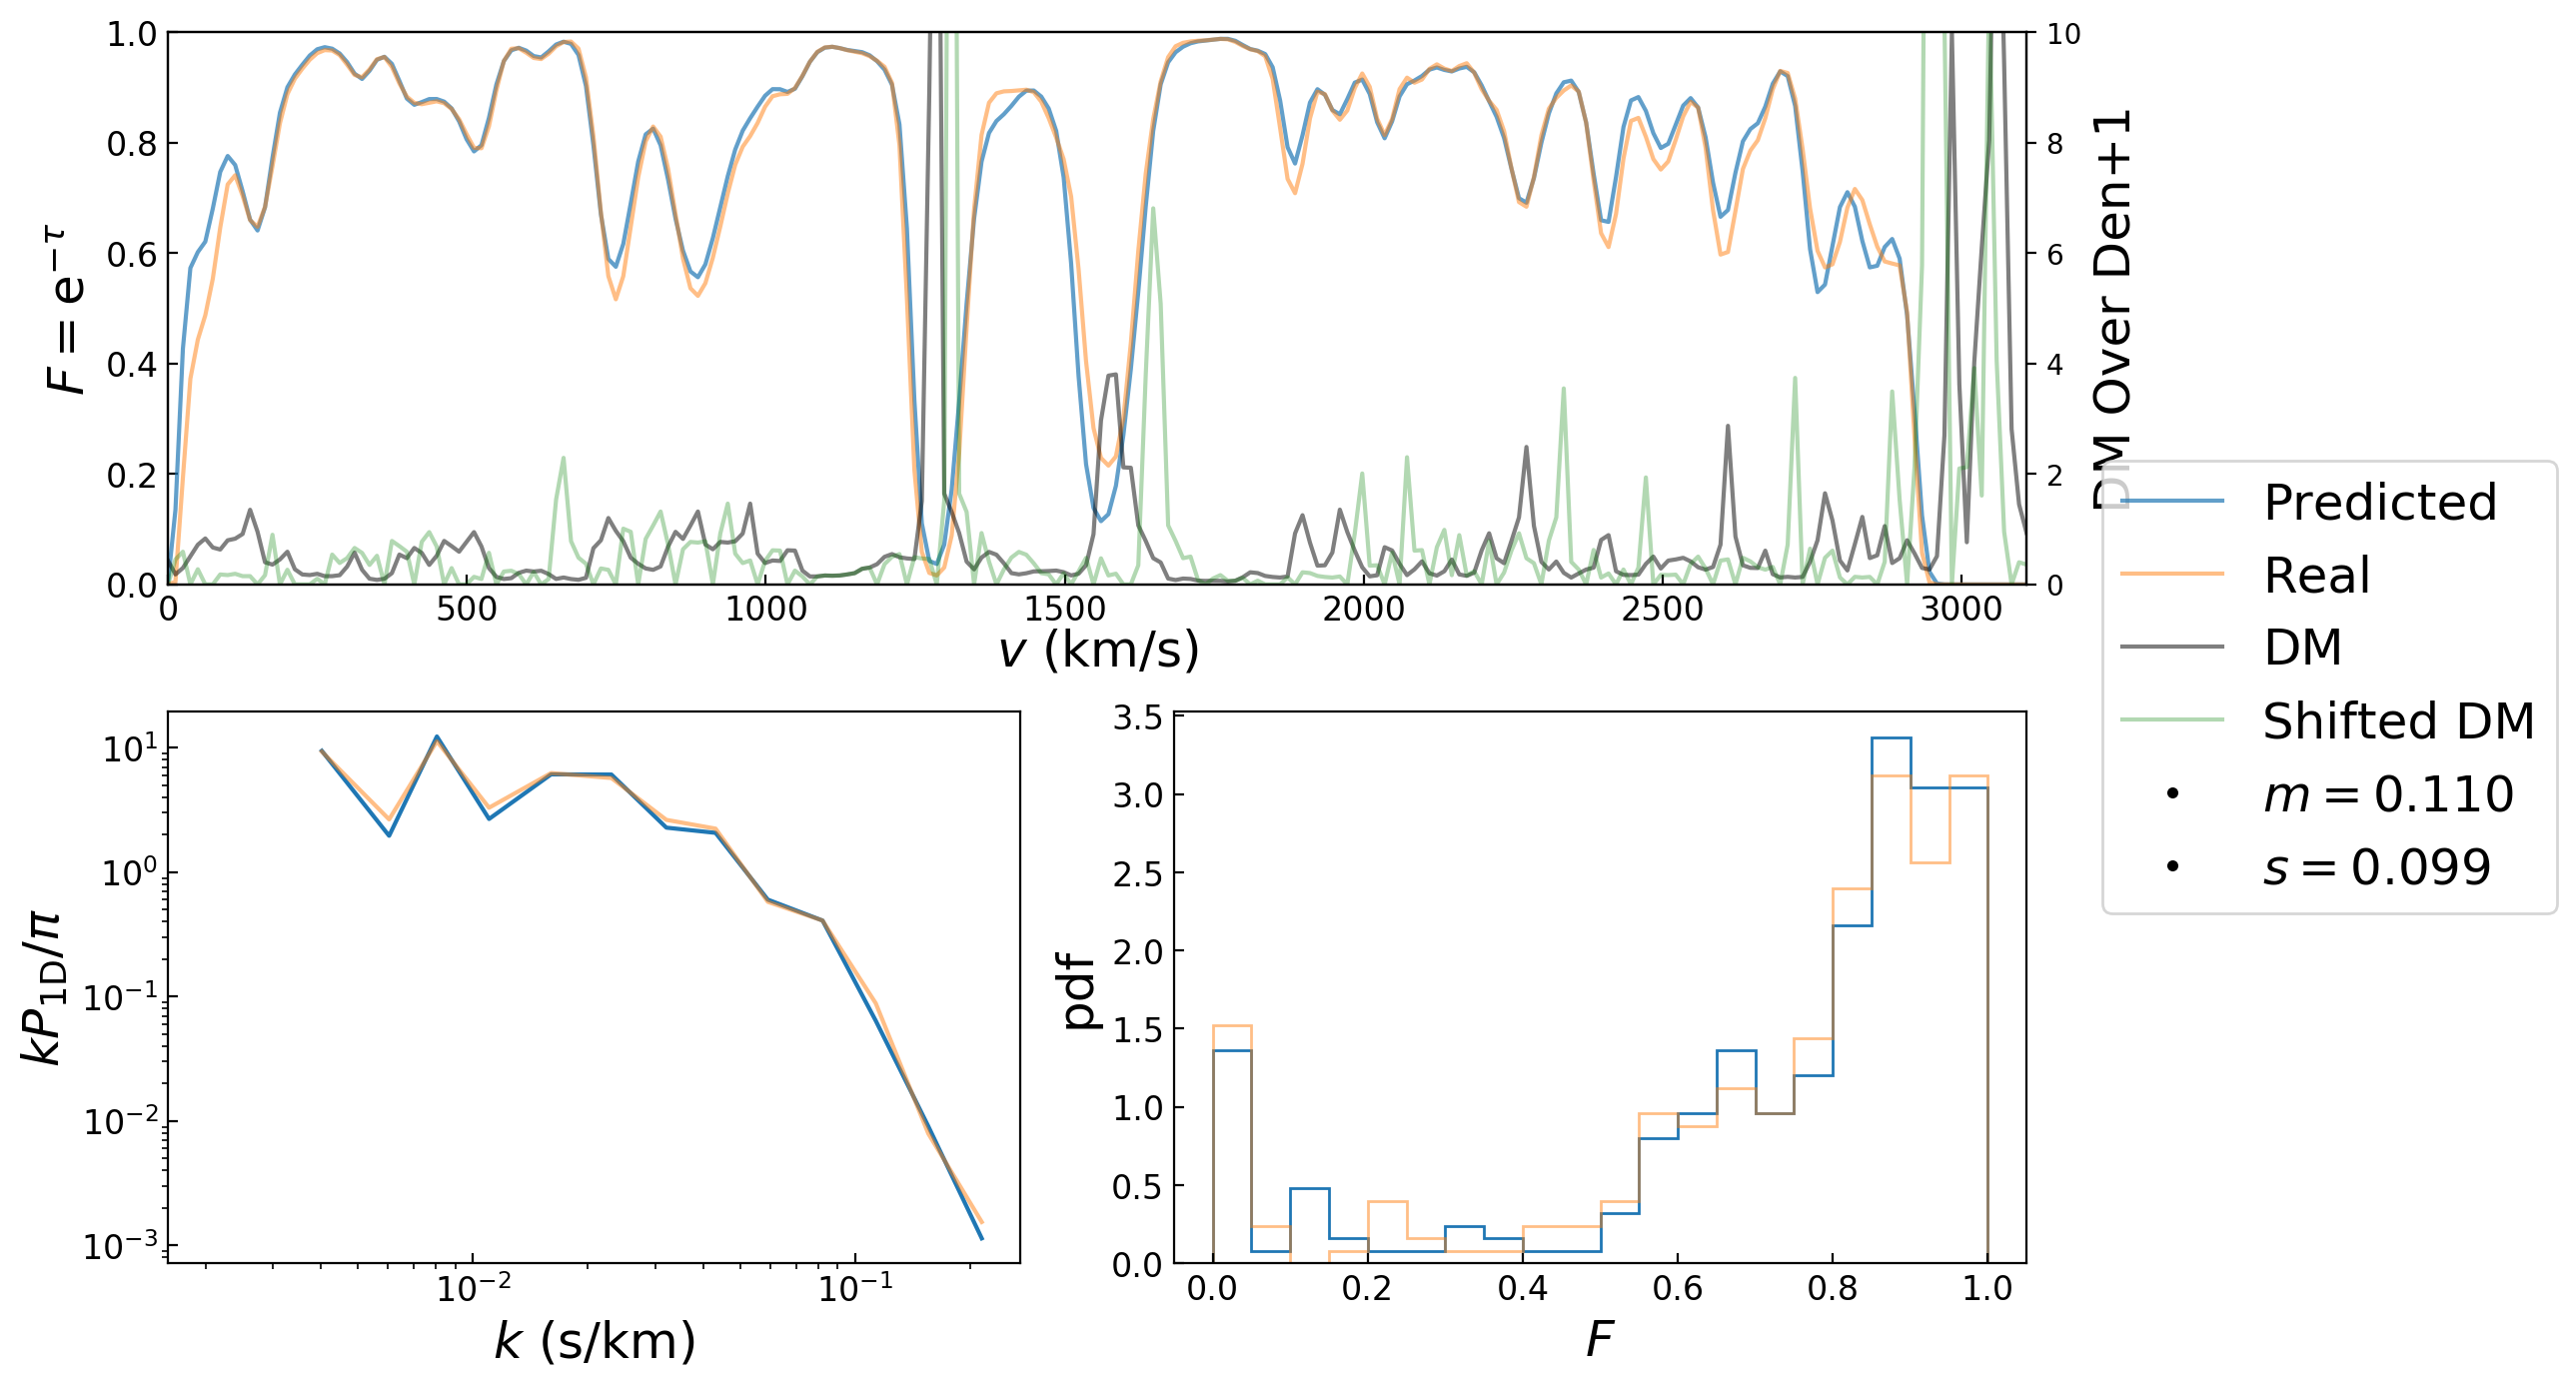 1.0
0.8
0.6
0.4
0.2
0.0
F = e^{−τ}
10
8
6
4
2
0
DM Over Den+1
0 500 1000 1500 2000 2500 3000
v (km/s)
Predicted
Real
DM
Shifted DM
m = 0.110
s = 0.099
10^1
10^0
10^{−1}
10^{−2}
10^{−3}
kP_{1D}/π
10^{−2} 10^{−1}
k (s/km)
3.5
3.0
2.5
2.0
1.5
1.0
0.5
0.0
pdf
0.0 0.2 0.4 0.6 0.8 1.0
F